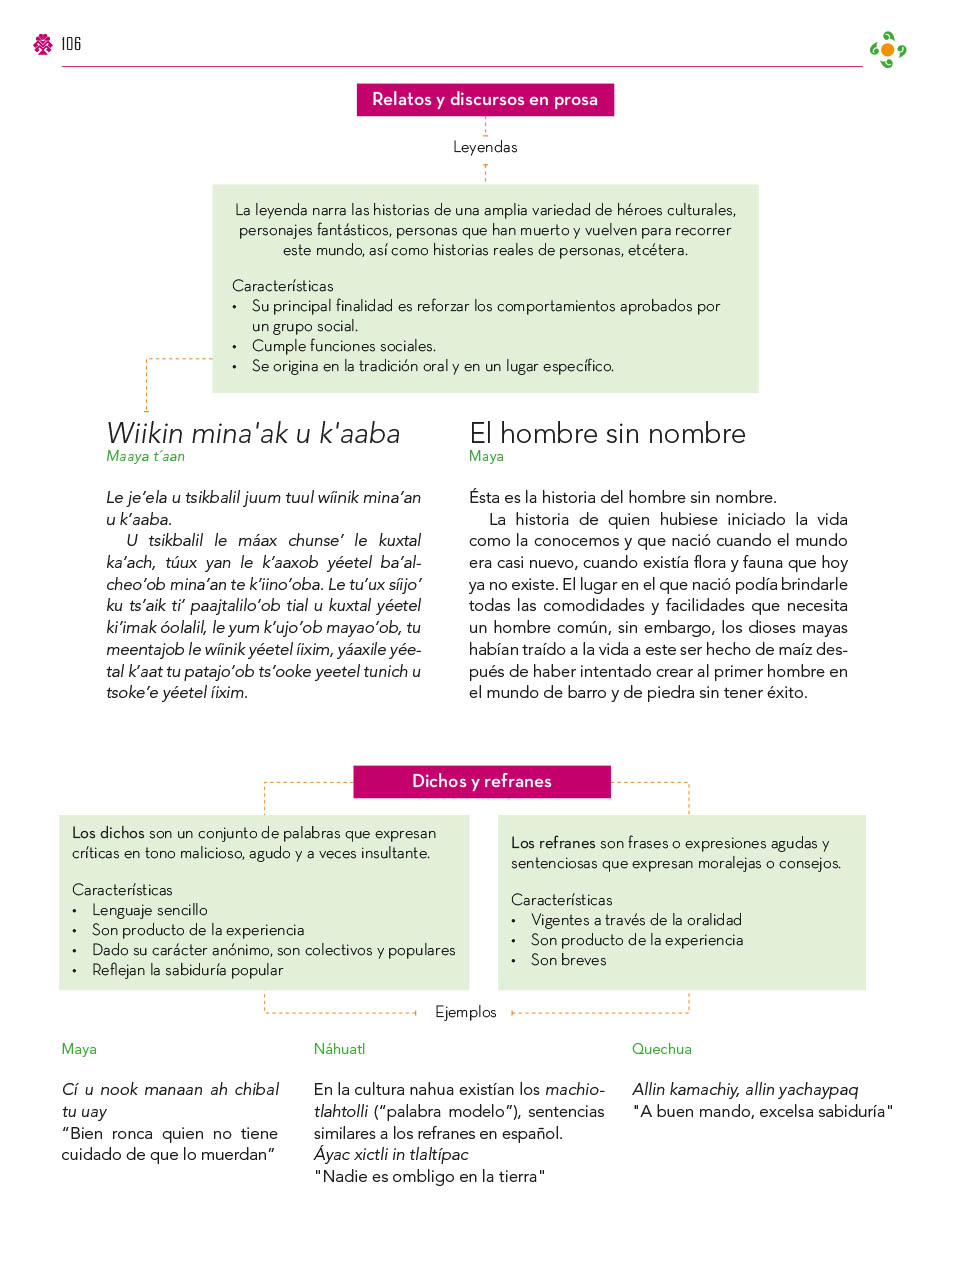 106
Relatos y discursos en prosa
Leyendas
La leyenda narra las historias de una amplia variedad de héroes culturales,
personajes fantásticos, personas que han muerto y vuelven para recorrer
este mundo, así como historias reales de personas, etcétera.
Características
• Su principal finalidad es reforzar los comportamientos aprobados por
un grupo social.
• Cumple funciones sociales.
• Se origina en la tradición oral y en un lugar específico.
Wiikin mina'ak u k'aaba
Maaya t´aan
Le je’ela u tsikbalil juum tuul wíinik mina’an
u k’aaba.
U tsikbalil le máax chunse’ le kuxtal
ka’ach, túux yan le k’aaxob yéetel ba’al-
cheo’ob mina’an te k’iino’oba. Le tu’ux síijo’
ku ts’aik ti’ paajtalilo’ob tial u kuxtal yéetel
ki’imak óolalil, le yum k’ujo’ob mayao’ob, tu
meentajob le wíinik yéetel íixim, yáaxile yée-
tal k’aat tu patajo’ob ts’ooke yeetel tunich u
tsoke’e yéetel íixim.
El hombre sin nombre
Maya
Ésta es la historia del hombre sin nombre.
La historia de quien hubiese iniciado la vida
como la conocemos y que nació cuando el mundo
era casi nuevo, cuando existía flora y fauna que hoy
ya no existe. El lugar en el que nació podía brindarle
todas las comodidades y facilidades que necesita
un hombre común, sin embargo, los dioses mayas
habían traído a la vida a este ser hecho de maíz des-
pués de haber intentado crear al primer hombre en
el mundo de barro y de piedra sin tener éxito.
Dichos y refranes
Los dichos son un conjunto de palabras que expresan
críticas en tono malicioso, agudo y a veces insultante.
Características
• Lenguaje sencillo
• Son producto de la experiencia
• Dado su carácter anónimo, son colectivos y populares
• Reflejan la sabiduría popular
Los refranes son frases o expresiones agudas y
sentenciosas que expresan moralejas o consejos.
Características
• Vigentes a través de la oralidad
• Son producto de la experiencia
• Son breves
Ejemplos
Maya
Cí u nook manaan ah chibal
tu uay
“Bien ronca quien no tiene
cuidado de que lo muerdan”
Náhuatl
En la cultura nahua existían los machio-
tlahtolli (“palabra modelo”), sentencias
similares a los refranes en español.
Áyac xictli in tlaltípac
"Nadie es ombligo en la tierra"
Quechua
Allin kamachiy, allin yachaypaq
"A buen mando, excelsa sabiduría"